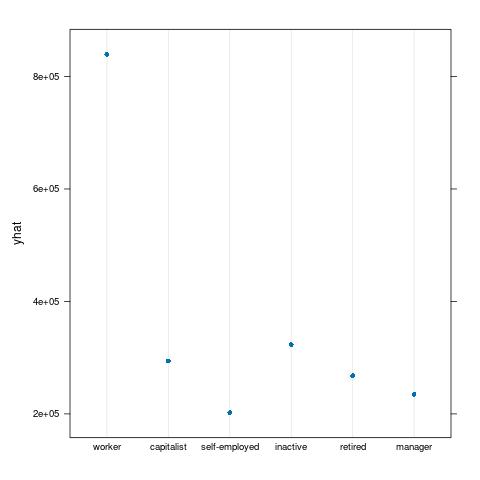 8e+05
6e+05
4e+05
2e+05
yhat
worker capitalist self-employed inactive retired manager